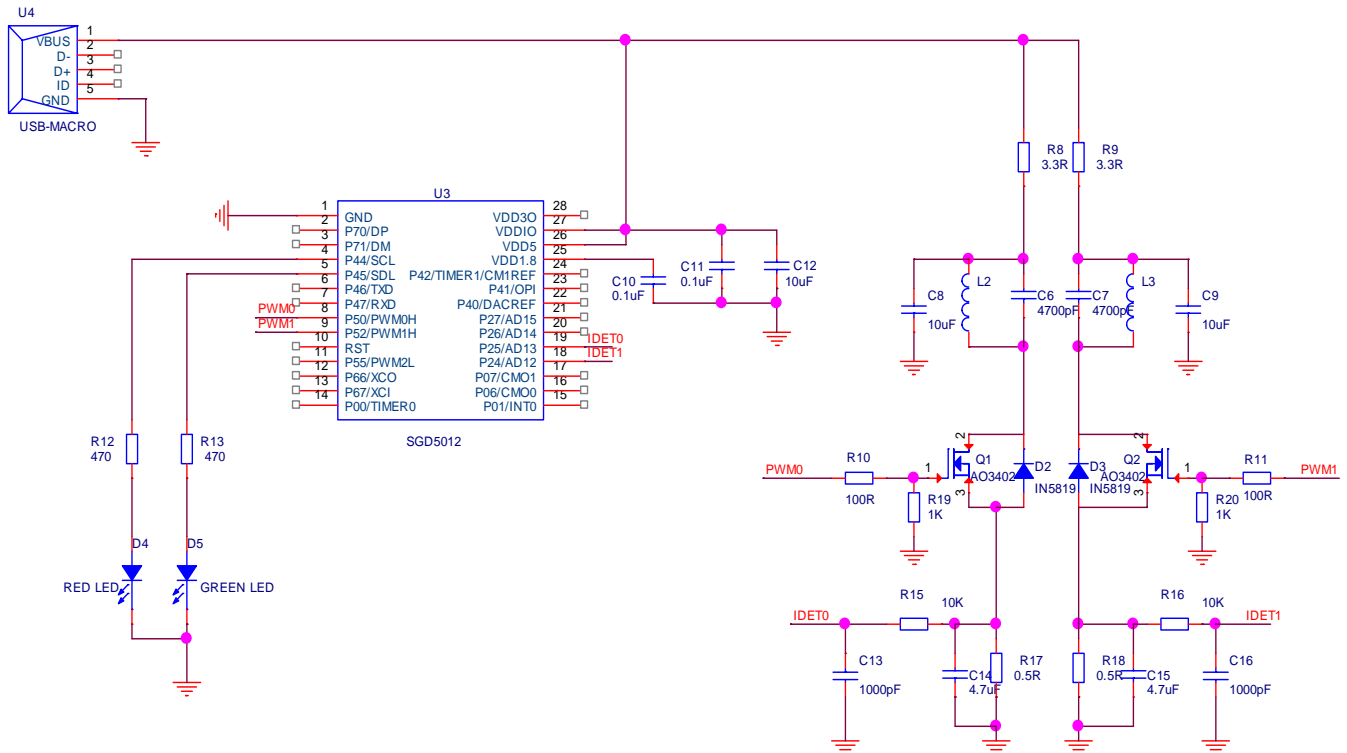 U4
1
VBUS
2
D-
3
D+
4
ID
5
GND
USB-MACRO
R8
3.3R
R9
3.3R
U3
1
GND
2
P70/DP
3
P71/DM
4
P44/SCL
5
P45/SDL
6
P46/TXD
7
P47/RXD
8
P50/PWM0H
9
P52/PWM1H
10
RST
11
P55/PWM2L
12
P66/XCO
13
P67/XCI
14
P00/TIMER0
28
VDD3O
27
VDDIO
26
VDD5
25
VDD1.8
24
P42/TIMER1/CM1REF
23
P41/OPI
22
P40/DACREF
21
P27/AD15
20
P26/AD14
19
P25/AD13
18
P24/AD12
17
P07/CMO1
16
P06/CMO0
15
P01/INT0
SGD5012
PWM0
PWM1
IDET0
IDET1
C10
0.1uF
C11
0.1uF
C12
10uF
C8
10uF
L2
C6
4700pF
C7
4700pF
L3
C9
10uF
R12
470
R13
470
D4
RED LED
D5
GREEN LED
PWM0
R10
100R
1
2
3
Q1
AO3402
R19
1K
D2
IN5819
D3
IN5819
Q2
AO3402
2
3
1
R11
100R
PWM1
R20
1K
IDET0
R15
10K
C13
1000pF
C14
4.7uF
R17
0.5R
R18
0.5R
C15
4.7uF
R16
10K
IDET1
C16
1000pF